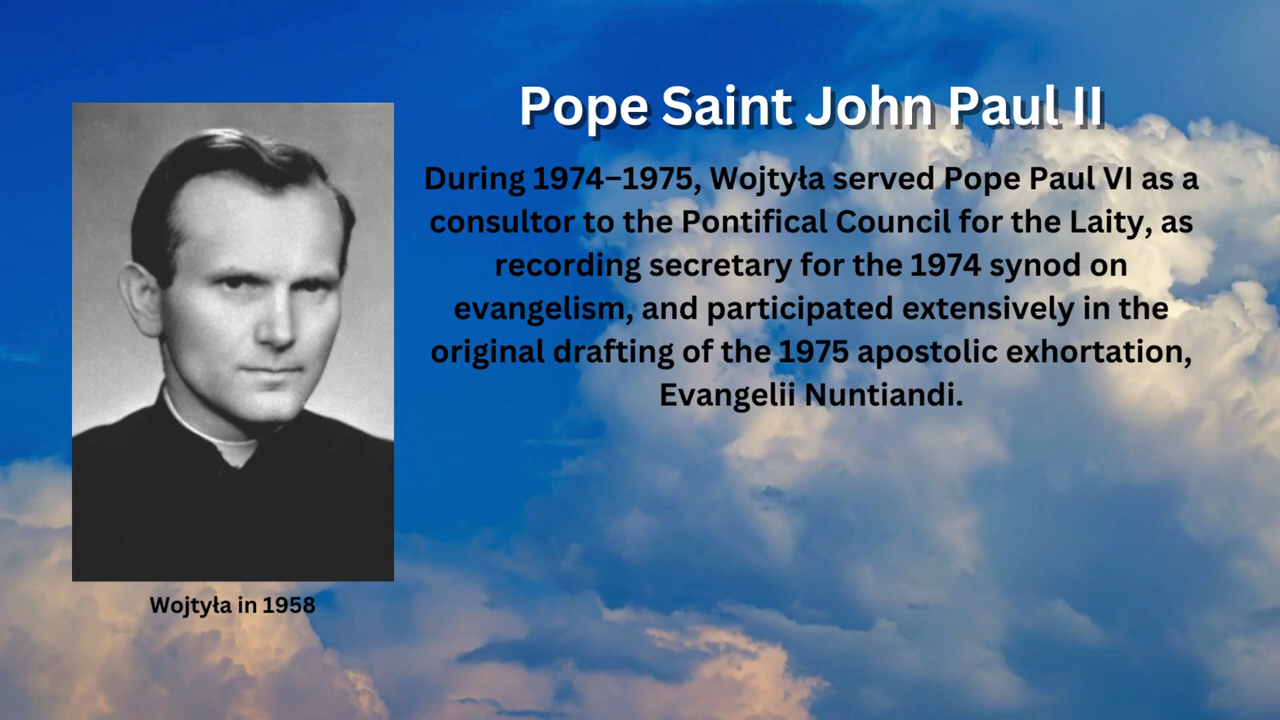 Pope Saint John Paul II
During 1974–1975, Wojtyła served Pope Paul VI as a
consultor to the Pontifical Council for the Laity, as
recording secretary for the 1974 synod on
evangelism, and participated extensively in the
original drafting of the 1975 apostolic exhortation,
Evangelii Nuntiandi.
Wojtyła in 1958